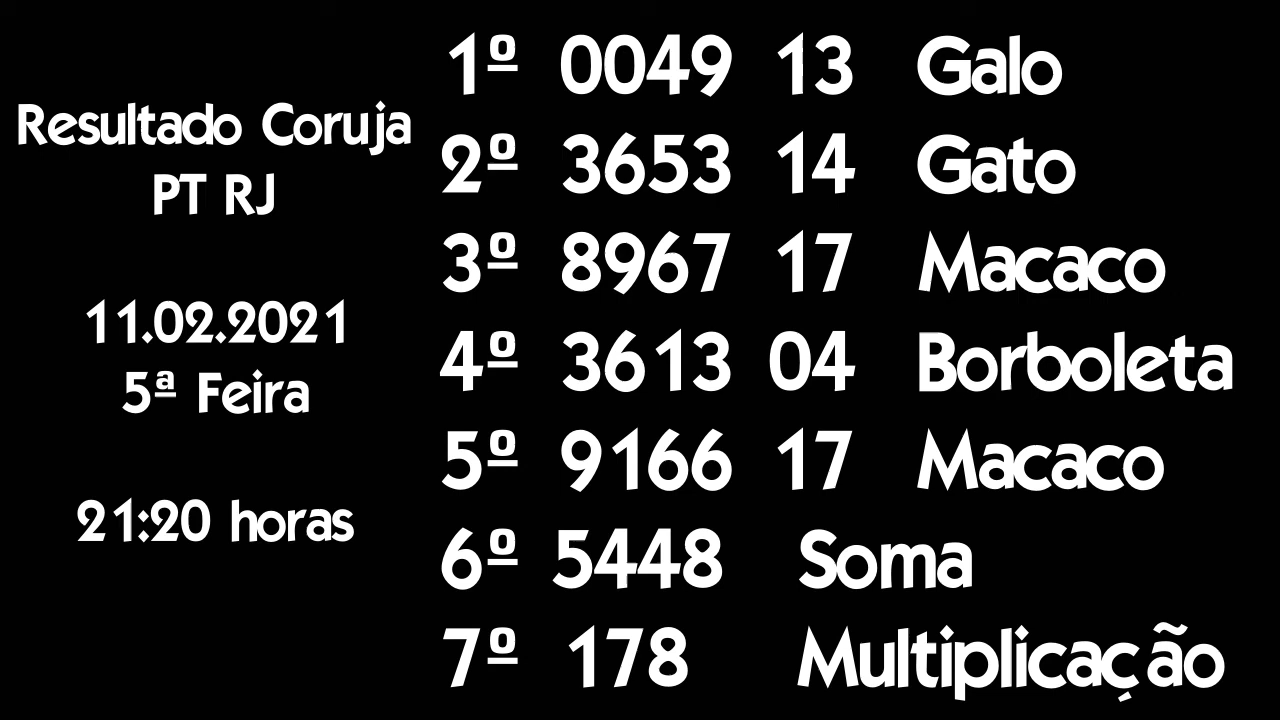 Resultado Coruja
PT RJ
11.02.2021
5ª Feira
21:20 horas
1º 0049 13 Galo
2º 3653 14 Gato
3º 8967 17 Macaco
4º 3613 04 Borboleta
5º 9166 17 Macaco
6º 5448 Soma
7º 178 Multiplicação